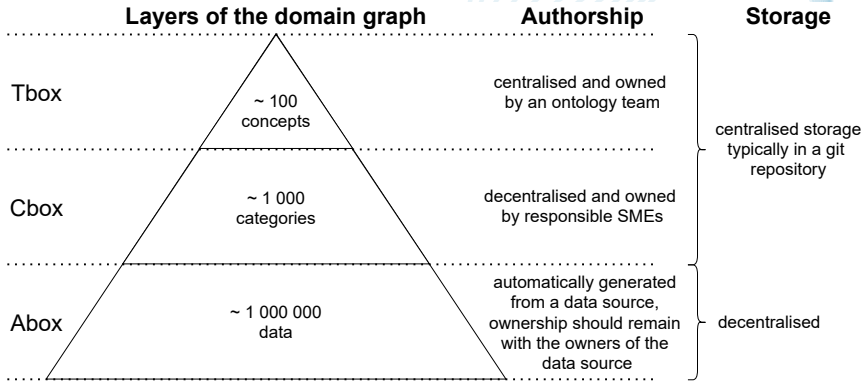 Layers of the domain graph
Authorship
Storage
Tbox
~ 100
concepts
centralised and owned
by an ontology team
centralised storage
typically in a git
repository
Cbox
~ 1 000
categories
decentralised and owned
by responsible SMEs
Abox
~ 1 000 000
data
automatically generated
from a data source,
ownership should remain
with the owners of the
data source
decentralised